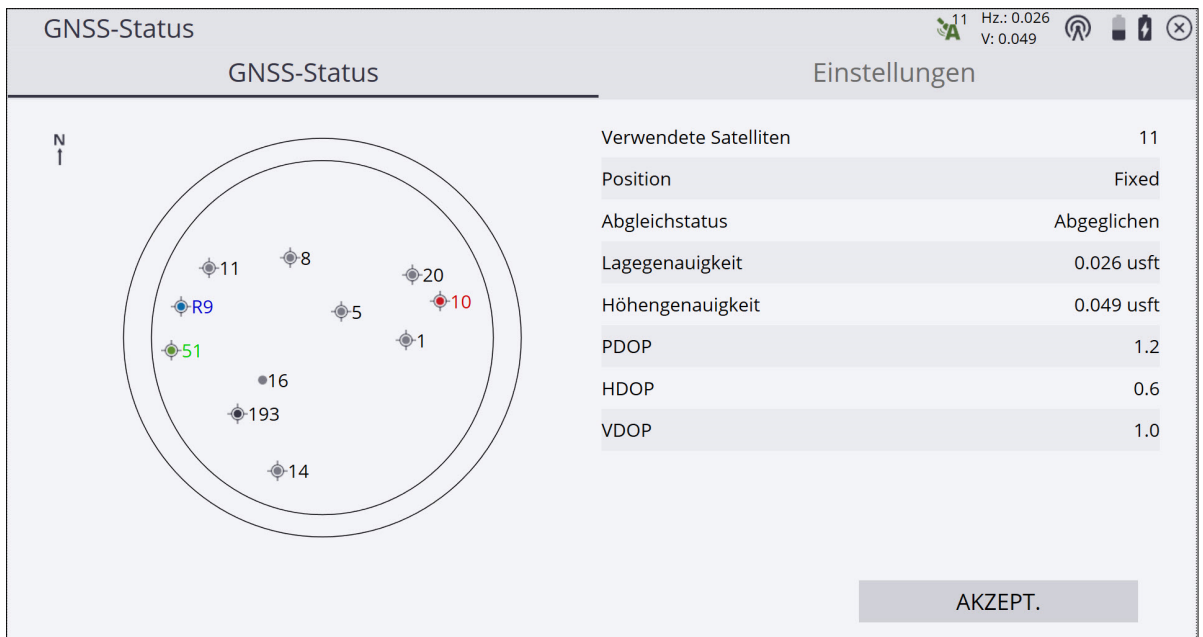 GNSS-Status
11
Hz.: 0.026
V: 0.049
GNSS-Status
Einstellungen
N
8
11
20
10
R9
5
1
51
16
193
14
Verwendete Satelliten 11
Position Fixed
Abgleichstatus Abgeglichen
Lagegenauigkeit 0.026 usft
Höhengenauigkeit 0.049 usft
PDOP 1.2
HDOP 0.6
VDOP 1.0
AKZEPT.